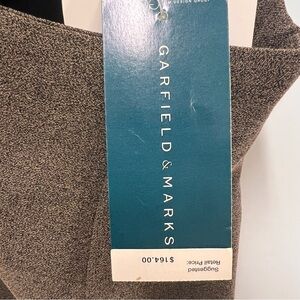 GARFIELD & MARKS
Suggested
Retail Price:
$164.00